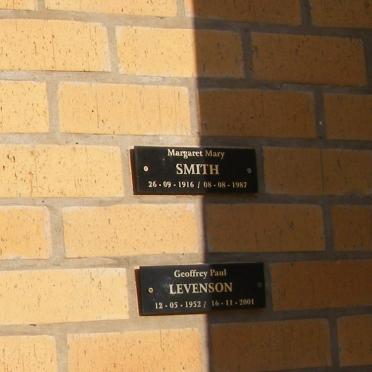 Margaret Mary
SMITH
26 - 09 - 1916 / 08 - 08 - 1987
Geoffrey Paul
LEVENSON
12 - 05 - 1952 / 16 - 11 - 2001